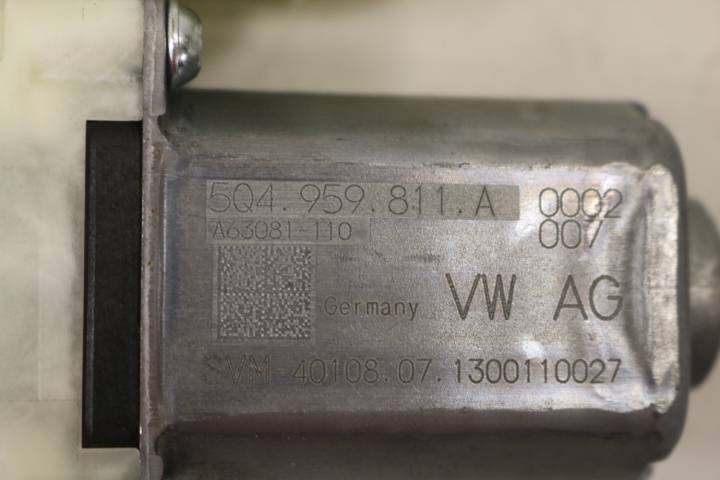 5Q4.959.811.A 0002
A63081-110 007
Germany VW AG
SVM-40108.07.1300110027